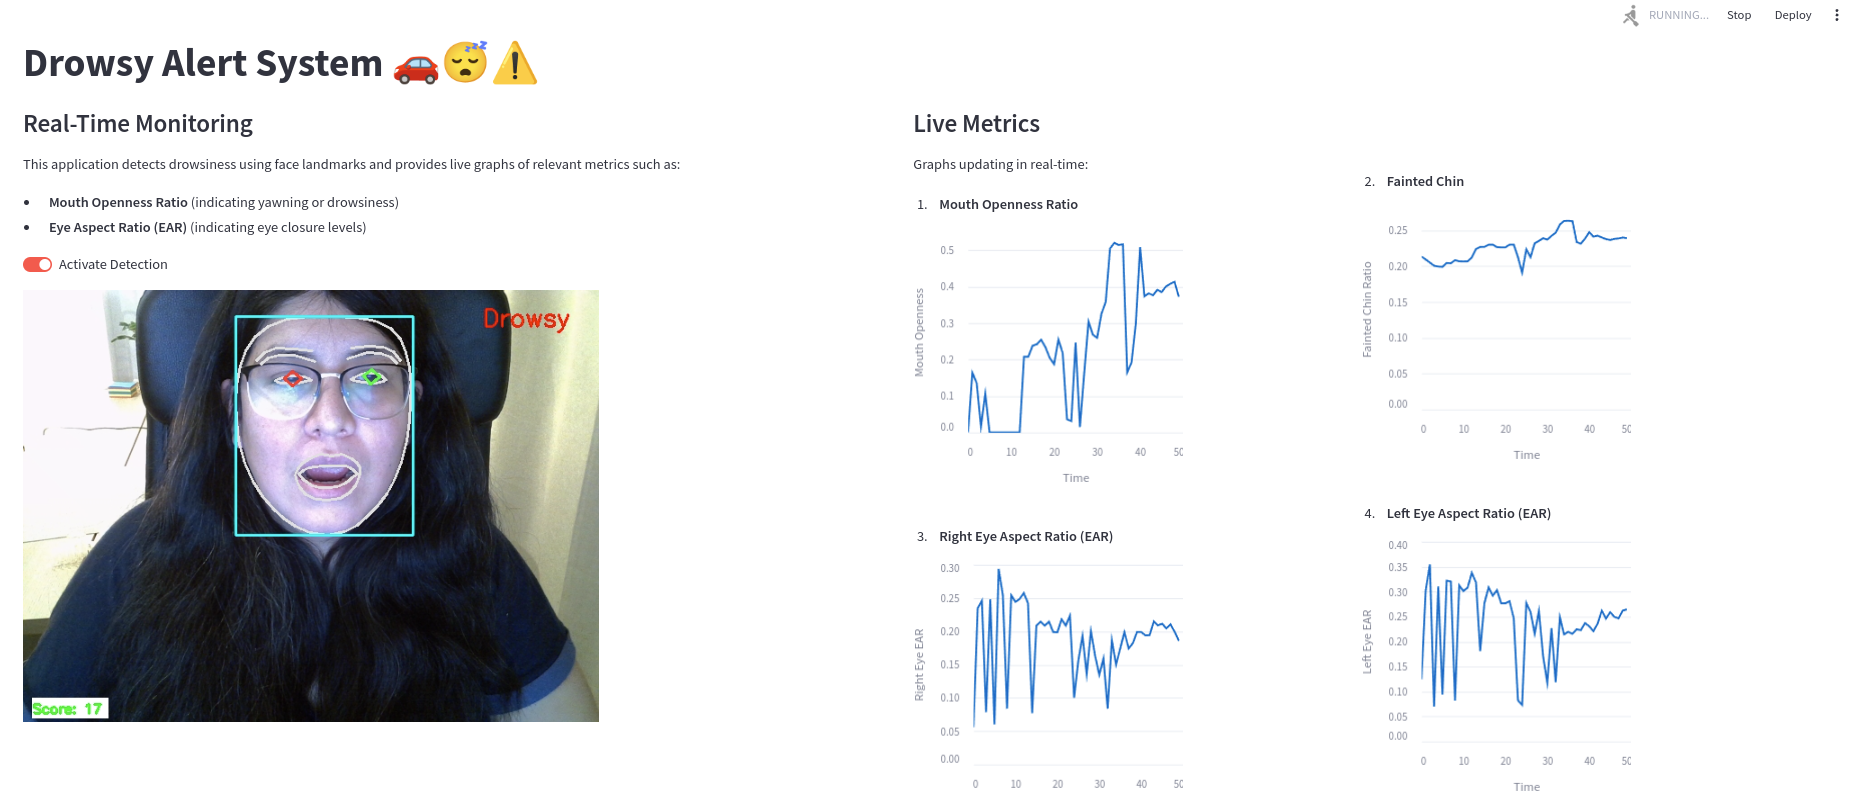 RUNNING...
Stop
Deploy
Drowsy Alert System 🚗😴⚠️
Real-Time Monitoring
This application detects drowsiness using face landmarks and provides live graphs of relevant metrics such as:
• Mouth Openness Ratio (indicating yawning or drowsiness)
• Eye Aspect Ratio (EAR) (indicating eye closure levels)
Activate Detection
Drowsy
Score: 17
Live Metrics
Graphs updating in real-time:
1. Mouth Openness Ratio
Mouth Openness
0.5
0.4
0.3
0.2
0.1
0.0
0 10 20 30 40 50
Time
2. Fainted Chin
Fainted Chin Ratio
0.25
0.20
0.15
0.10
0.05
0.00
0 10 20 30 40 50
Time
3. Right Eye Aspect Ratio (EAR)
Right Eye EAR
0.30
0.25
0.20
0.15
0.10
0.05
0.00
0 10 20 30 40 50
4. Left Eye Aspect Ratio (EAR)
Left Eye EAR
0.40
0.35
0.30
0.25
0.20
0.15
0.10
0.05
0.00
0 10 20 30 40 50
Time